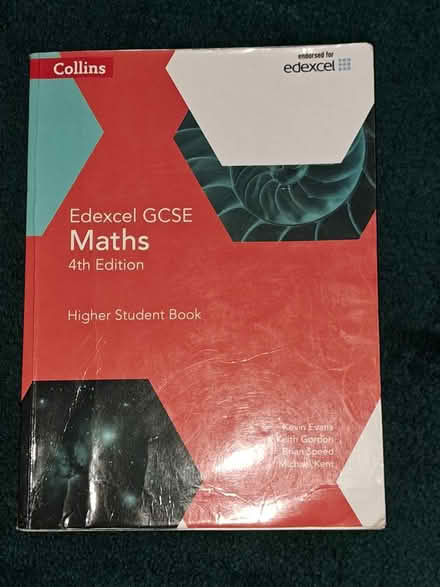 Collins
endorsed for
edexcel
Edexcel GCSE
Maths
4th Edition
Higher Student Book
Kevin Evans
Keith Gordon
Brian Speed
Michael Kent